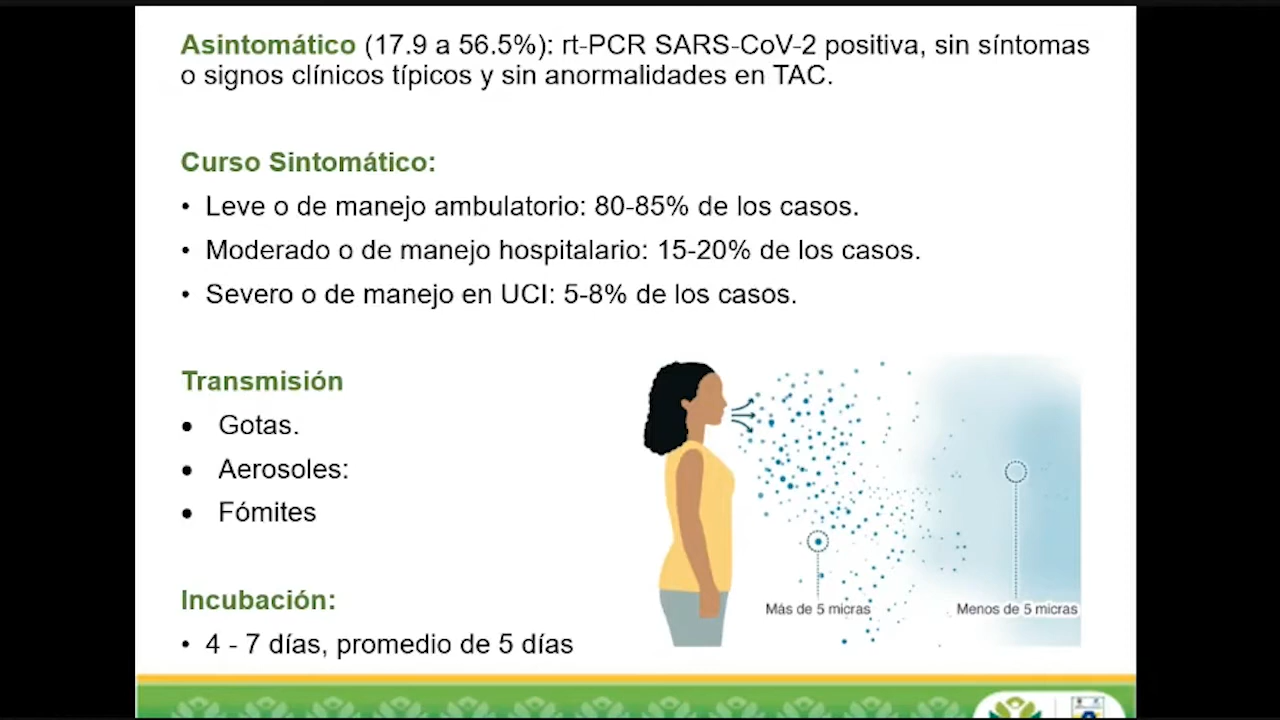 Asintomático (17.9 a 56.5%): rt-PCR SARS-CoV-2 positiva, sin síntomas
o signos clínicos típicos y sin anormalidades en TAC.
Curso Sintomático:
• Leve o de manejo ambulatorio: 80-85% de los casos.
• Moderado o de manejo hospitalario: 15-20% de los casos.
• Severo o de manejo en UCI: 5-8% de los casos.
Transmisión
• Gotas.
• Aerosoles:
• Fómites
Más de 5 micras
Menos de 5 micras
Incubación:
• 4 - 7 días, promedio de 5 días